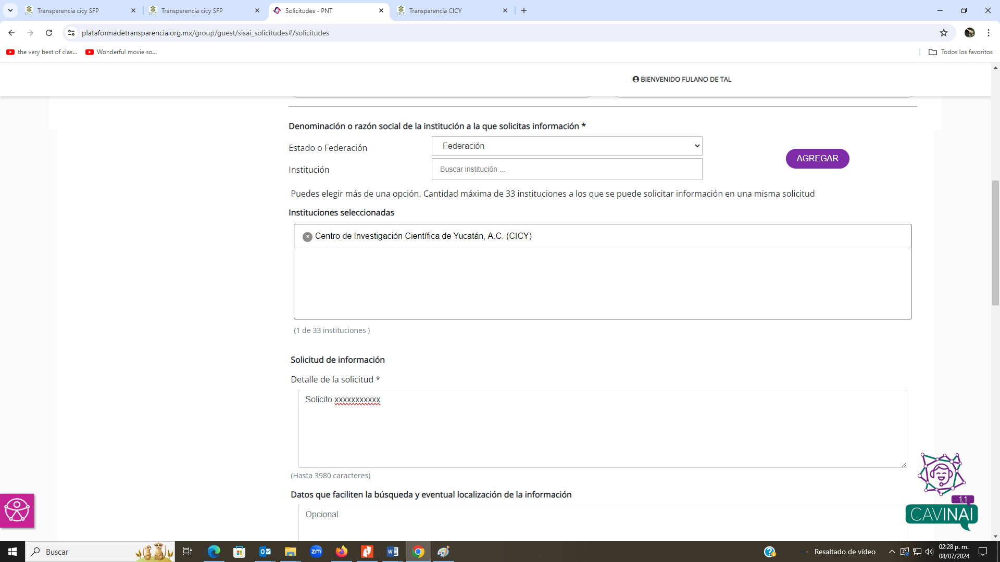 Transparencia cicy SFP
Transparencia cicy SFP
Solicitudes - PNT
Transparencia CICY
plataformadetransparencia.org.mx/group/guest/sisai_solicitudes#/solicitudes
the very best of clas...
Wonderful movie so...
Todos los favoritos
BIENVENIDO FULANO DE TAL
Denominación o razón social de la institución a la que solicitas información *
Estado o Federación
Federación
AGREGAR
Institución
Buscar institución ...
Puedes elegir más de una opción. Cantidad máxima de 33 instituciones a los que se puede solicitar información en una misma solicitud
Instituciones seleccionadas
Centro de Investigación Científica de Yucatán, A.C. (CICY)
(1 de 33 instituciones )
Solicitud de información
Detalle de la solicitud *
Solicito xxxxxxxxxxx
(Hasta 3980 caracteres)
Datos que faciliten la búsqueda y eventual localización de la información
Opcional
1.1
CAVINAI
Buscar
Resaltado de vídeo
02:28 p. m.
08/07/2024